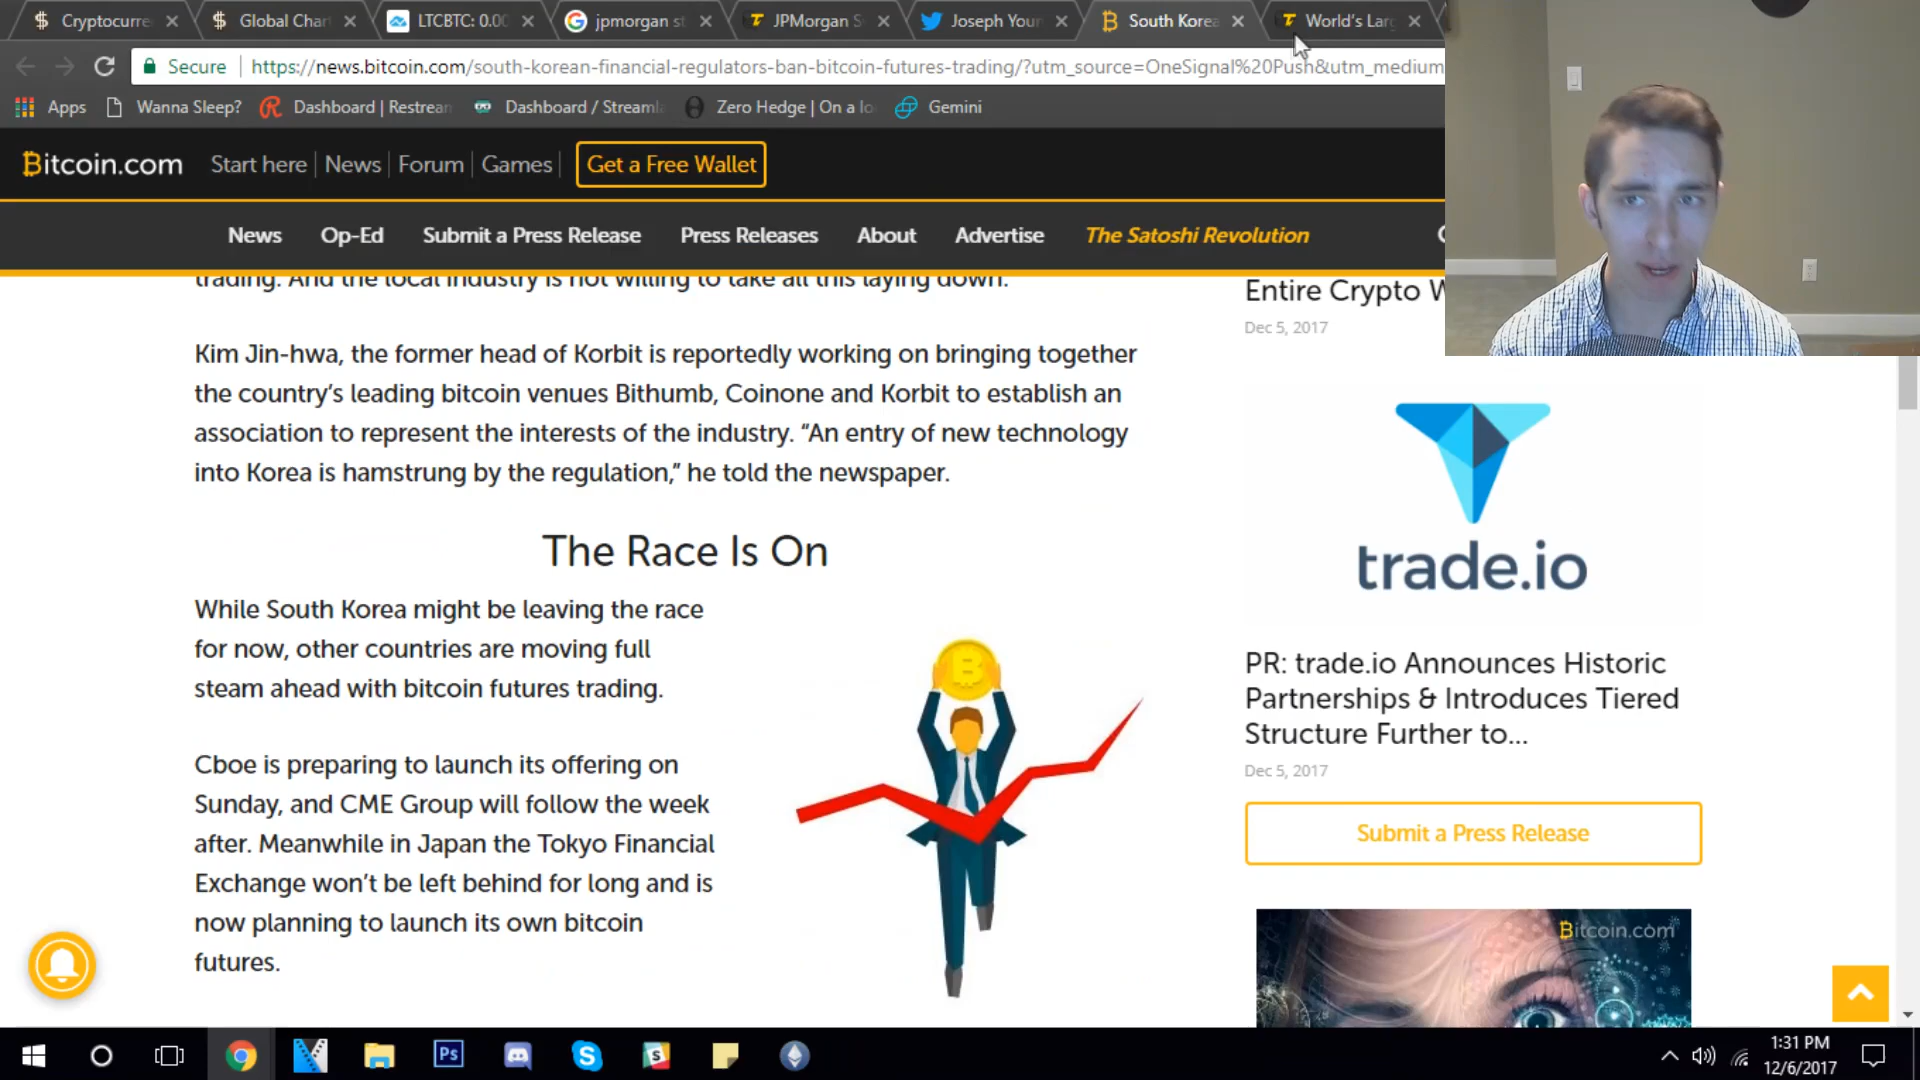 Cryptocurre
Global Char
LTCBTC: 0.00
jpmorgan st
JPMorgan S
Joseph Youn
South Korea
World's Larg
Secure
https://news.bitcoin.com/south-korean-financial-regulators-ban-bitcoin-futures-trading/?utm_source=OneSignal%20Push&utm_medium
Apps
Wanna Sleep?
Dashboard | Restream
Dashboard / Streamla
Zero Hedge | On a lo
Gemini
Bitcoin.com
Start here
News
Forum
Games
Get a Free Wallet
News
Op-Ed
Submit a Press Release
Press Releases
About
Advertise
The Satoshi Revolution
trading. And the local industry is not willing to take all this laying down.
Kim Jin-hwa, the former head of Korbit is reportedly working on bringing together
the country's leading bitcoin venues Bithumb, Coinone and Korbit to establish an
association to represent the interests of the industry. “An entry of new technology
into Korea is hamstrung by the regulation,” he told the newspaper.
The Race Is On
While South Korea might be leaving the race
for now, other countries are moving full
steam ahead with bitcoin futures trading.
Cboe is preparing to launch its offering on
Sunday, and CME Group will follow the week
after. Meanwhile in Japan the Tokyo Financial
Exchange won't be left behind for long and is
now planning to launch its own bitcoin
futures.
Entire Crypto W
Dec 5, 2017
trade.io
PR: trade.io Announces Historic
Partnerships & Introduces Tiered
Structure Further to...
Dec 5, 2017
Submit a Press Release
Bitcoin.com
Ps
1:31 PM
12/6/2017